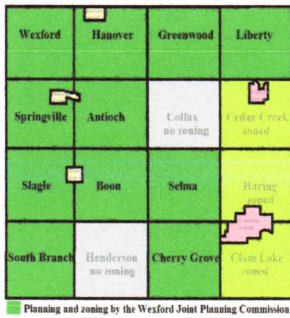 Wexford
Hanover
Greenwood
Liberty
Springville
Antioch
Colfax
no zoning
Cedar Creek
zoned
Slagle
Boon
Selma
Haring
zoned
South Branch
Henderson
no zoning
Cherry Grove
Clam Lake
zoned
Planning and zoning by the Wexford Joint Planning Commission